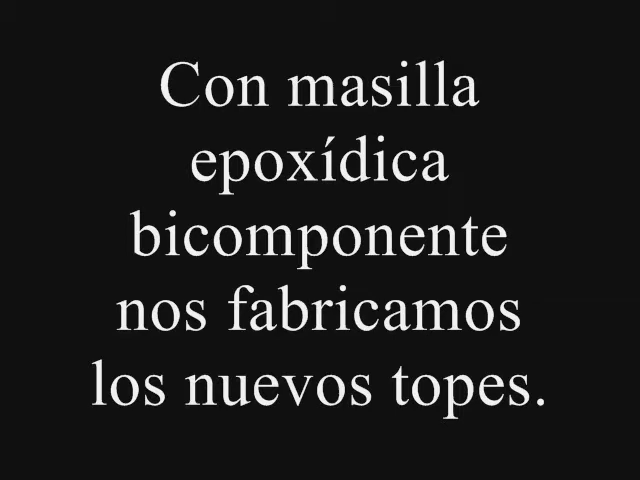 Con masilla
epoxídica
bicomponente
nos fabricamos
los nuevos topes.